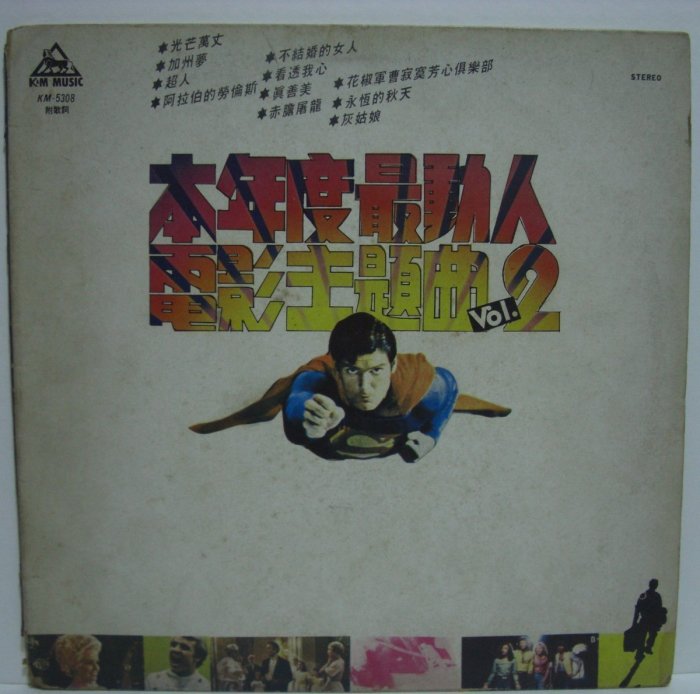 K&M MUSIC
KM-5308
附歌詞
✱光芒萬丈
✱加州夢
✱超人
✱阿拉伯的勞倫斯
✱不結婚的女人
✱看透我心
✱眞善美
✱赤膽屠龍
✱花椒軍曹寂寞芳心俱樂部
✱永恆的秋天
✱灰姑娘
STEREO
本年度最動人
電影主題曲 Vol.2